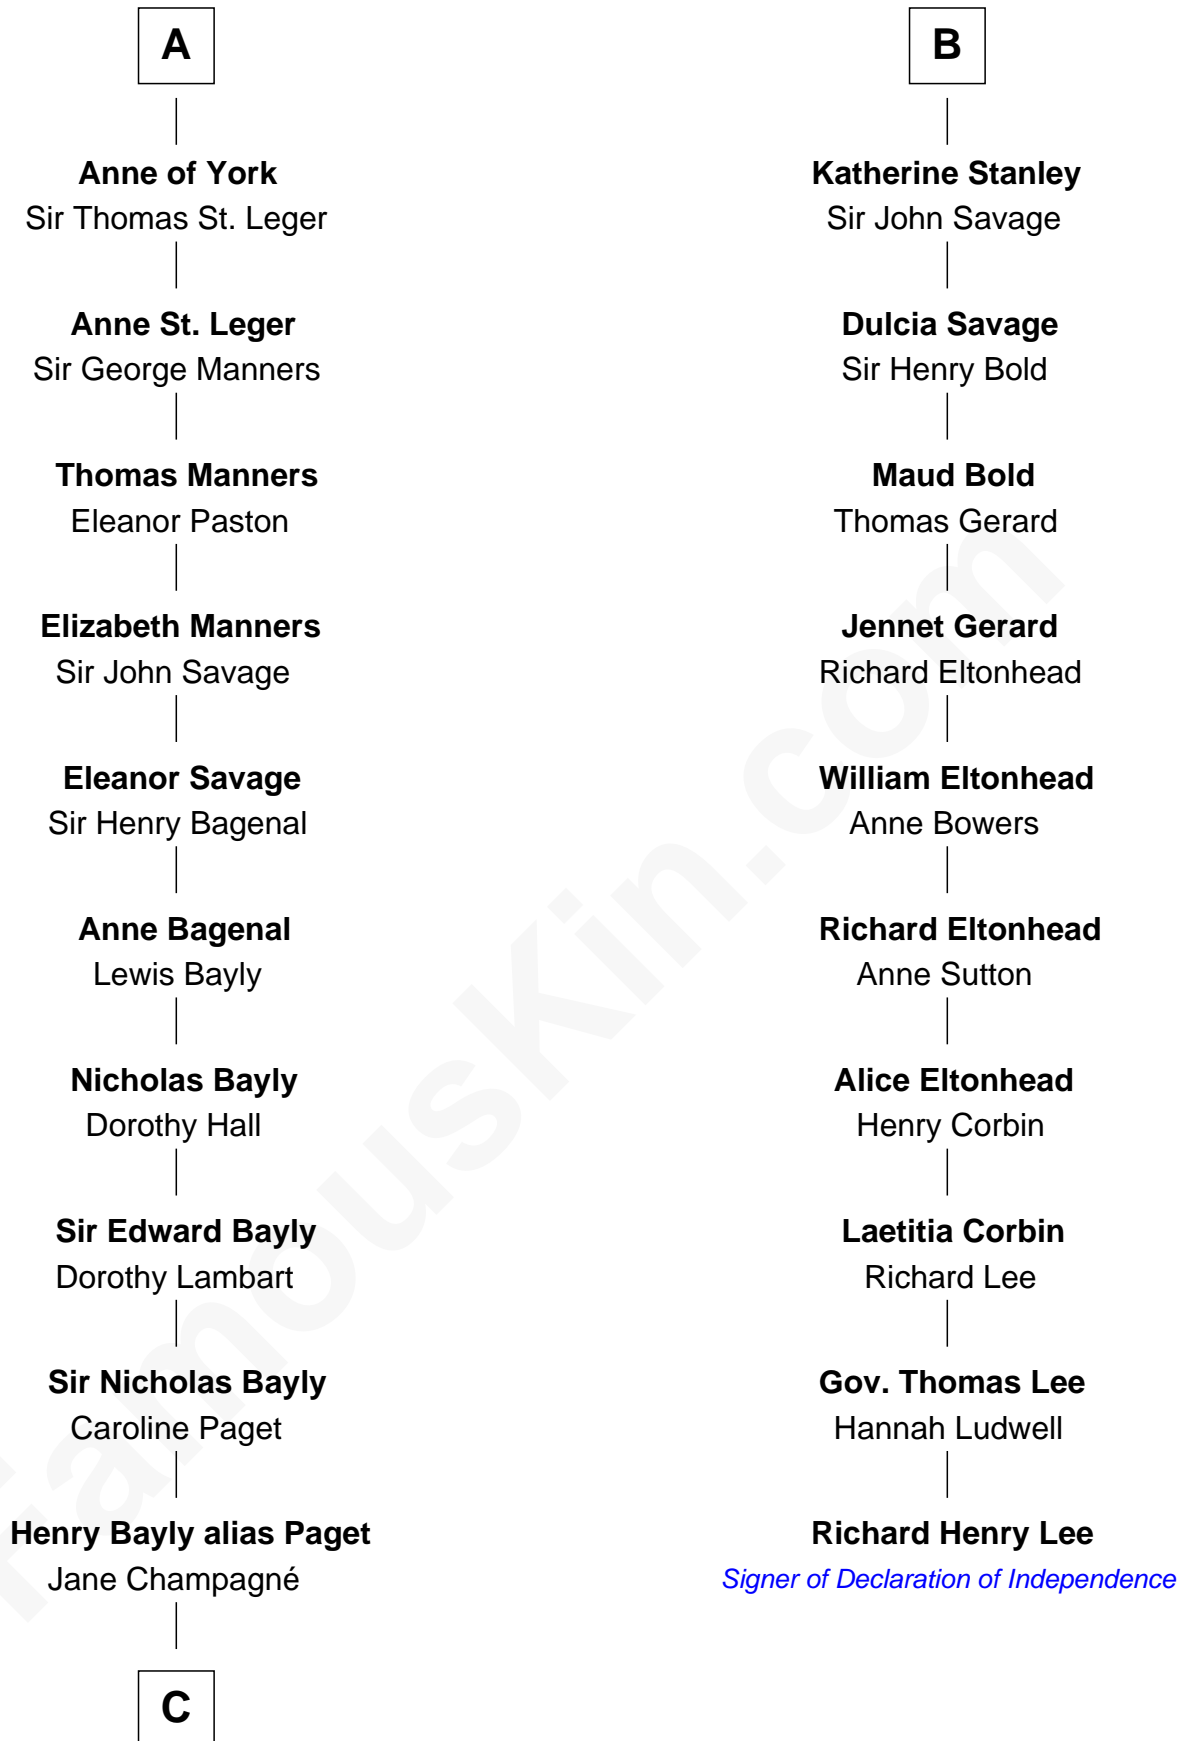 A
Anne of York
Sir Thomas St. Leger
Anne St. Leger
Sir George Manners
Thomas Manners
Eleanor Paston
Elizabeth Manners
Sir John Savage
Eleanor Savage
Sir Henry Bagenal
Anne Bagenal
Lewis Bayly
Nicholas Bayly
Dorothy Hall
Sir Edward Bayly
Dorothy Lambart
Sir Nicholas Bayly
Caroline Paget
Henry Bayly alias Paget
Jane Champagné
C
B
Katherine Stanley
Sir John Savage
Dulcia Savage
Sir Henry Bold
Maud Bold
Thomas Gerard
Jennet Gerard
Richard Eltonhead
William Eltonhead
Anne Bowers
Richard Eltonhead
Anne Sutton
Alice Eltonhead
Henry Corbin
Laetitia Corbin
Richard Lee
Gov. Thomas Lee
Hannah Ludwell
Richard Henry Lee
Signer of Declaration of Independence
FamousKin.com